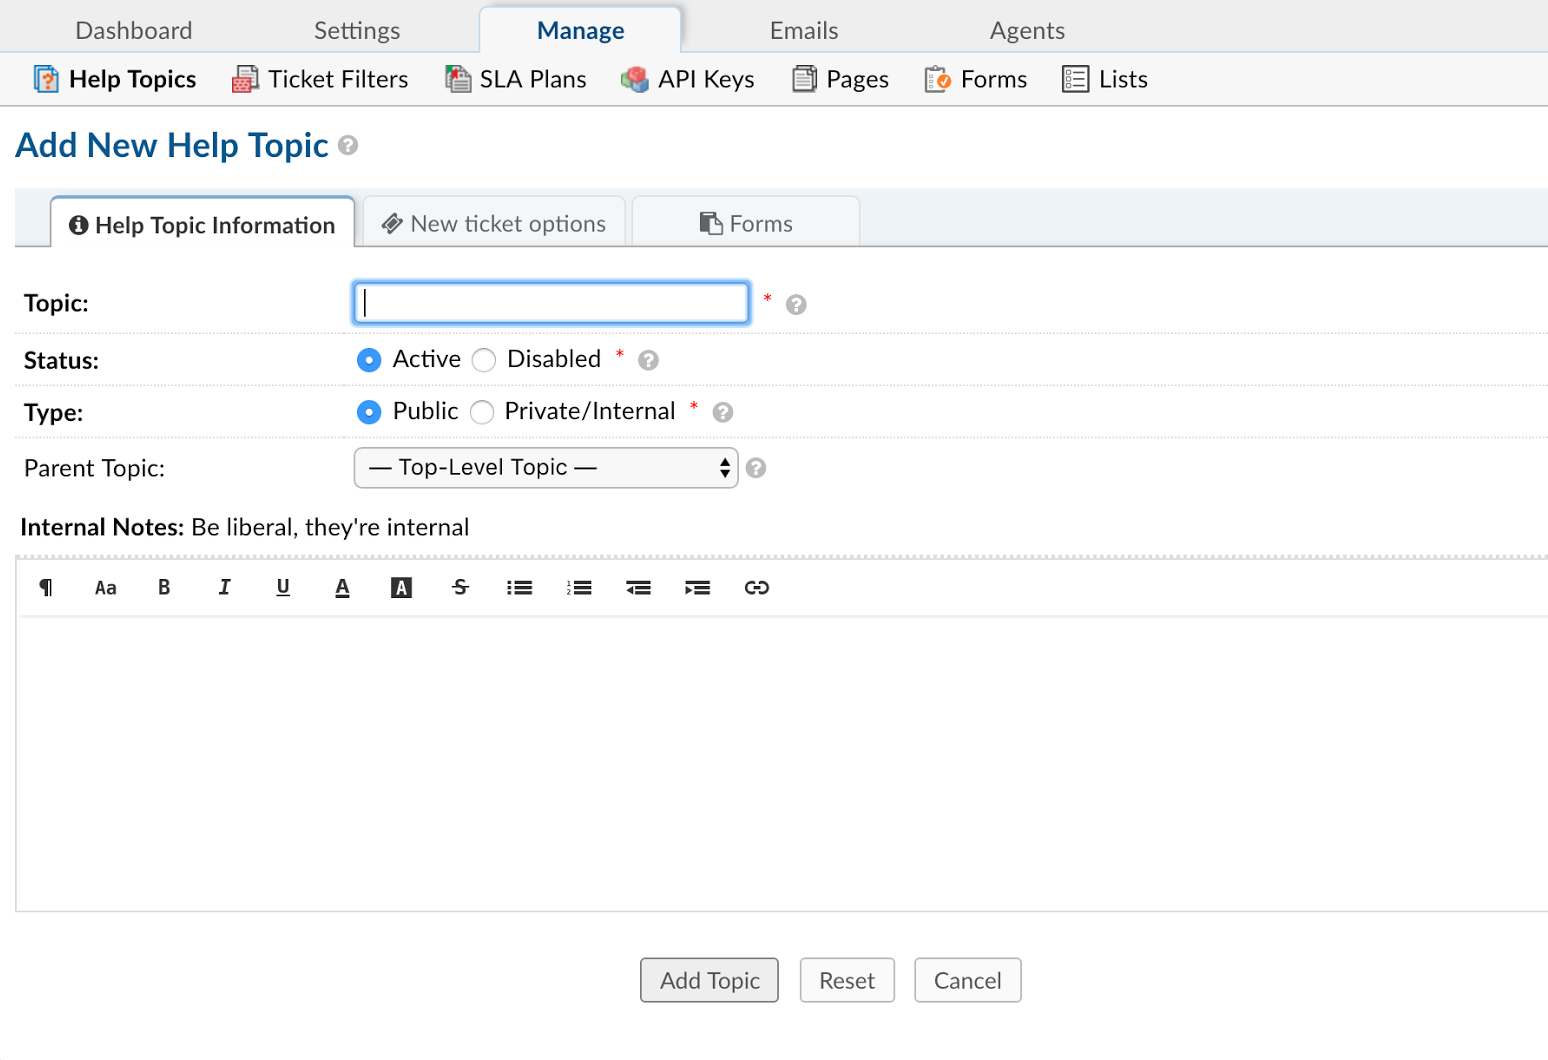 Dashboard Settings Manage Emails Agents
Help Topics Ticket Filters SLA Plans API Keys Pages Forms Lists
Add New Help Topic
Help Topic Information New ticket options Forms
Topic: *
Status: Active Disabled *
Type: Public Private/Internal *
Parent Topic: — Top-Level Topic —
Internal Notes: Be liberal, they're internal
¶ Aa B I U A A S
Add Topic Reset Cancel